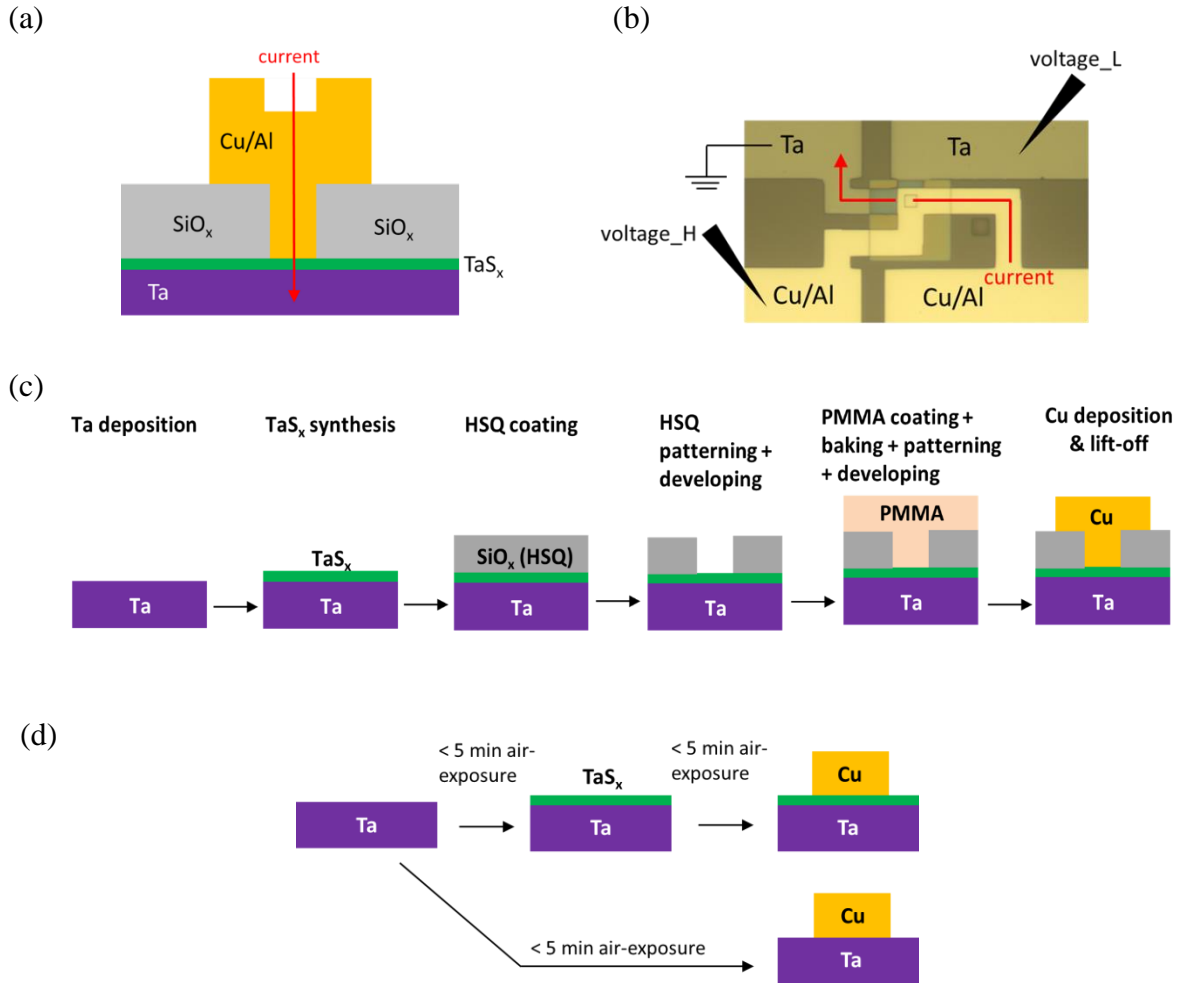 (a)
current
Cu/Al
SiOx
SiOx
TaSx
Ta
(b)
voltage_L
Ta
Ta
voltage_H
current
Cu/Al
Cu/Al
(c)
Ta deposition
TaSx synthesis
HSQ coating
HSQ
patterning +
developing
PMMA coating +
baking + patterning
+ developing
Cu deposition
& lift-off
Ta
TaSx
Ta
SiOx (HSQ)
Ta
Ta
PMMA
Ta
Cu
Ta
(d)
< 5 min air-
exposure
< 5 min air-
exposure
Ta
TaSx
Ta
Cu
Ta
< 5 min air-exposure
Cu
Ta